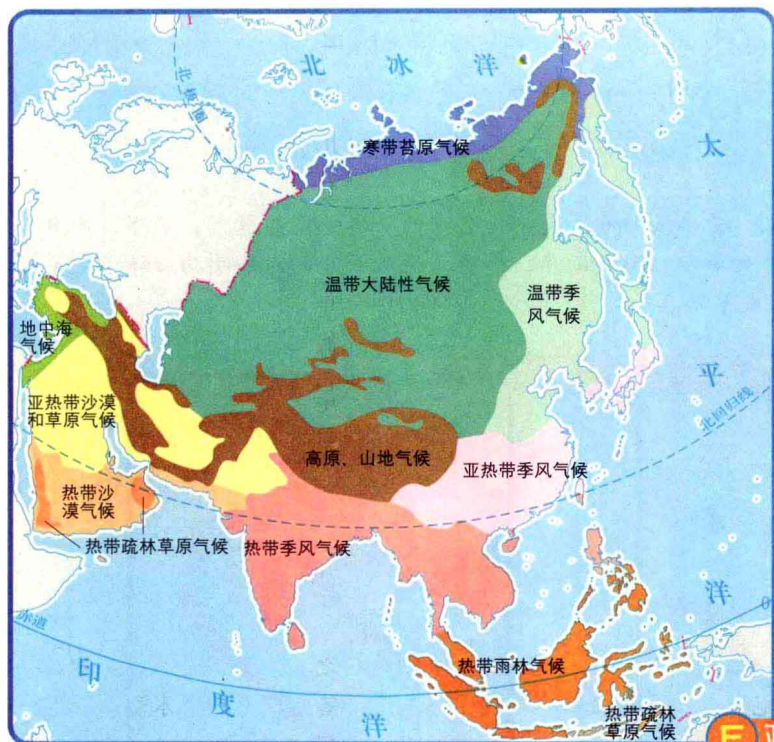 北冰洋
北极圈
寒带苔原气候
太平洋
温带大陆性气候
温带季
风气候
地中海
气候
亚热带沙漠
和草原气候
北回归线
高原、山地气候
亚热带季风气候
热带沙
漠气候
热带疏林草原气候
热带季风气候
赤道
0
印度洋
热带雨林气候
热带疏林
草原气候
E